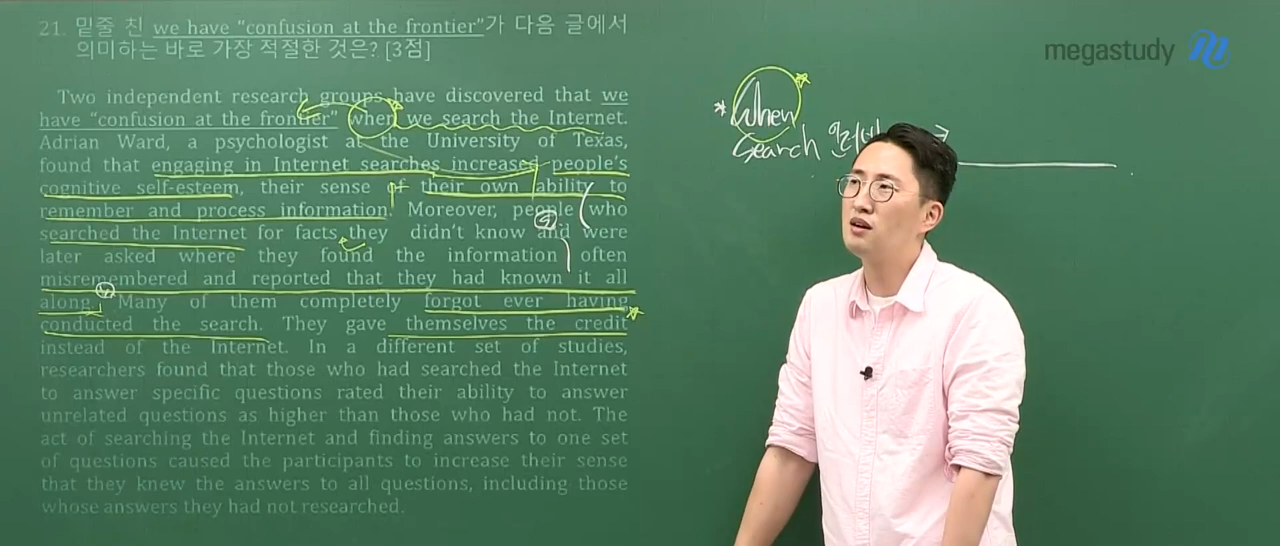 21. 밑줄 친 we have “confusion at the frontier”가 다음 글에서
의미하는 바로 가장 적절한 것은? [3점]
Two independent research groups have discovered that we
have “confusion at the frontier” when we search the Internet.
Adrian Ward, a psychologist at the University of Texas,
found that engaging in Internet searches increased people’s
cognitive self-esteem, their sense of their own ability to
remember and process information. Moreover, people who
searched the Internet for facts they didn’t know and were
later asked where they found the information often
misremembered and reported that they had known it all
along. Many of them completely forgot ever having
conducted the search. They gave themselves the credit
instead of the Internet. In a different set of studies,
researchers found that those who had searched the Internet
to answer specific questions rated their ability to answer
unrelated questions as higher than those who had not. The
act of searching the Internet and finding answers to one set
of questions caused the participants to increase their sense
that they knew the answers to all questions, including those
whose answers they had not researched.
megastudy
*When
Search